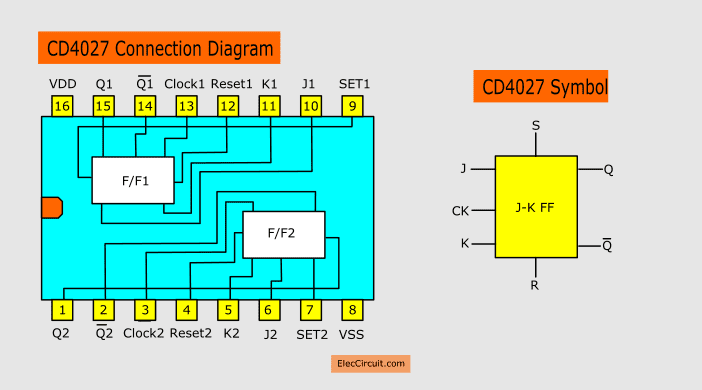 CD4027 Connection Diagram
VDD Q1 Q̅1 Clock1 Reset1 K1 J1 SET1
16 15 14 13 12 11 10 9
F/F1
F/F2
1 2 3 4 5 6 7 8
Q2 Q̅2 Clock2 Reset2 K2 J2 SET2 VSS
CD4027 Symbol
S
J Q
CK J-K FF
K Q̅
R
ElecCircuit.com